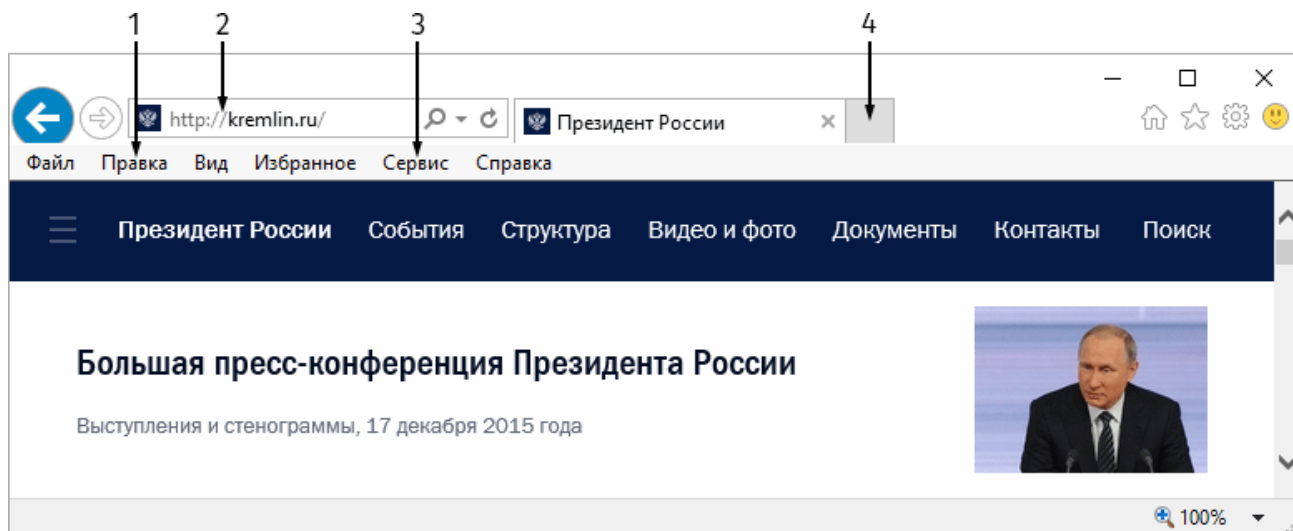 1 2 3 4
http://kremlin.ru/ Президент России
Файл Правка Вид Избранное Сервис Справка
Президент России События Структура Видео и фото Документы Контакты Поиск
Большая пресс-конференция Президента России
Выступления и стенограммы, 17 декабря 2015 года
100%